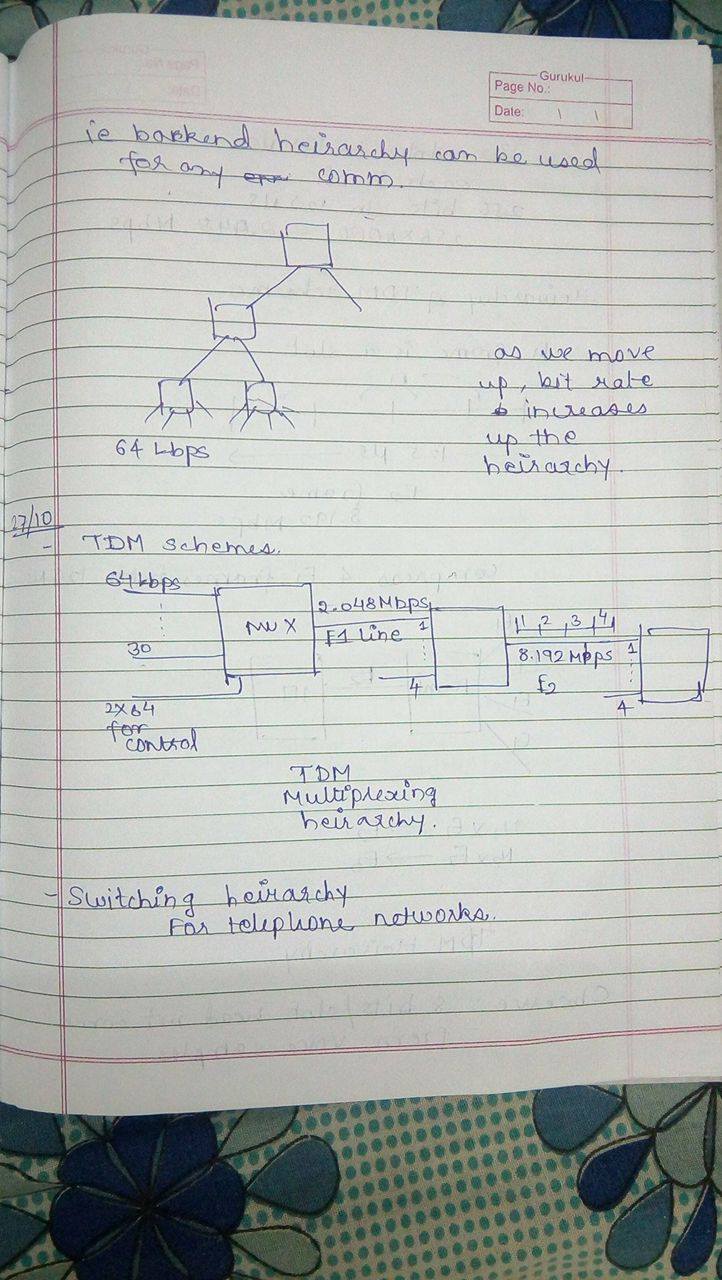 Gurukul
Page No.:
Date:
ie backend heirarchy can be used
for any comm.
as we move
up, bit rate
increases
up the
heirarchy.
64 kbps
27/10
- TDM schemes.
64 kbps
30
2x64
for
control
MUX
2.048 Mbps
E1 Line
1
4
1 2 3 4
8.192 Mbps
E2
1
4
TDM
Multiplexing
heirarchy.
- Switching heirarchy
For telephone networks.